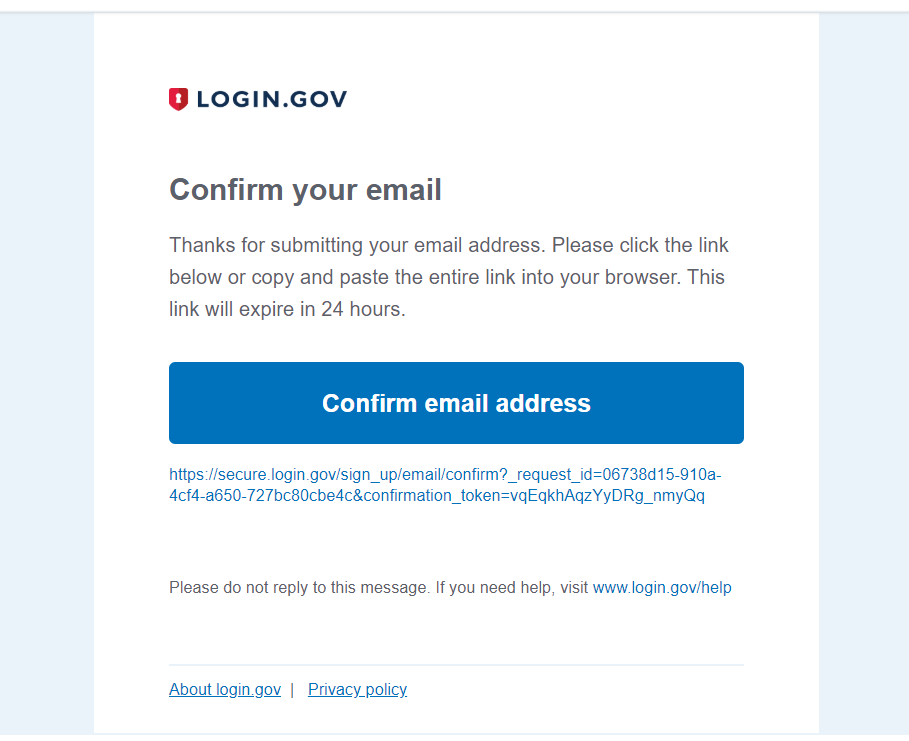 LOGIN.GOV
Confirm your email
Thanks for submitting your email address. Please click the link
below or copy and paste the entire link into your browser. This
link will expire in 24 hours.
Confirm email address
https://secure.login.gov/sign_up/email/confirm?_request_id=06738d15-910a-
4cf4-a650-727bc80cbe4c&confirmation_token=vqEqkhAqzYyDRg_nmyQq
Please do not reply to this message. If you need help, visit www.login.gov/help
About login.gov | Privacy policy